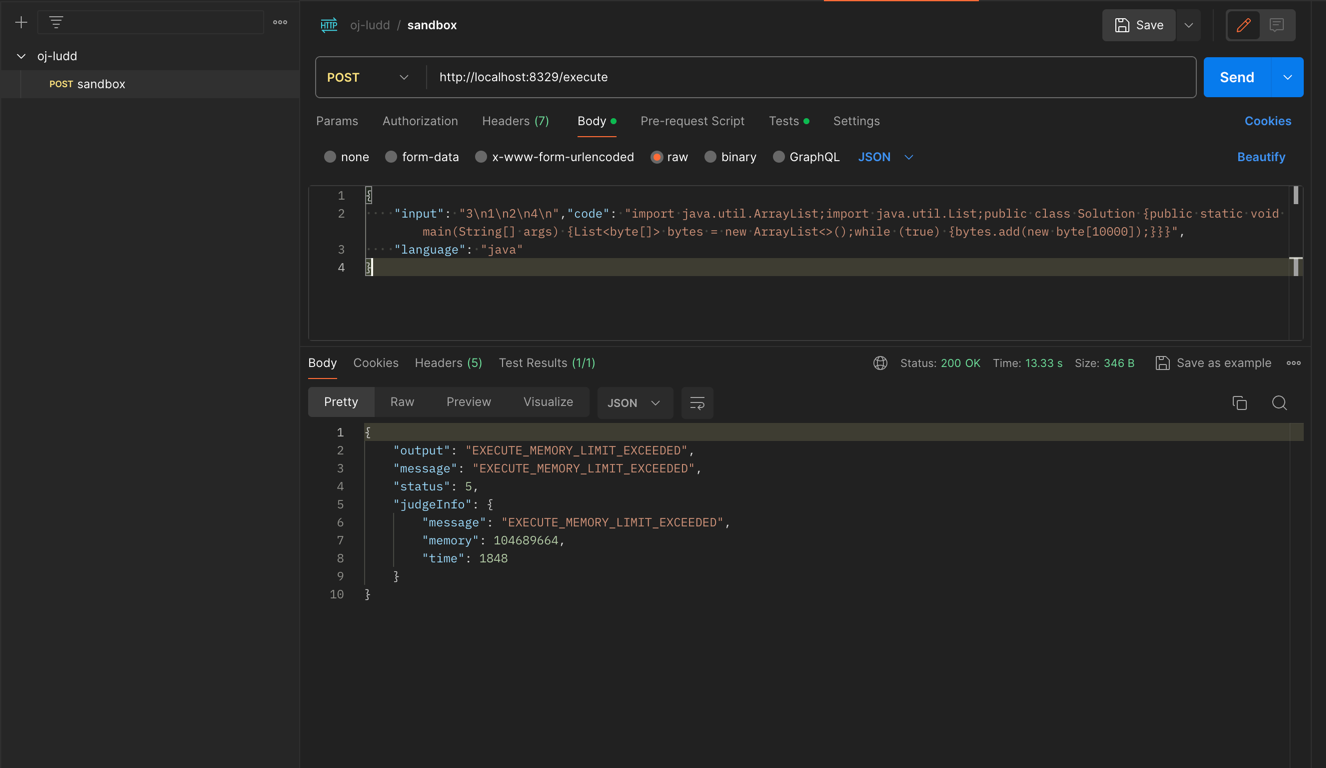 oj-ludd
POST sandbox
HTTP oj-ludd / sandbox
Save
POST http://localhost:8329/execute
Send
Params Authorization Headers (7) Body Pre-request Script Tests Settings Cookies
none form-data x-www-form-urlencoded raw binary GraphQL JSON Beautify
1 {
2 ····"input":·"3\n1\n2\n4\n","code":·"import·java.util.ArrayList;import·java.util.List;public·class·Solution·{public·static·void·
main(String[]·args)·{List<byte[]>·bytes·=·new·ArrayList<>();while·(true)·{bytes.add(new·byte[10000]);}}}",
3 ····"language":·"java"
4 }
Body Cookies Headers (5) Test Results (1/1) Status: 200 OK Time: 13.33 s Size: 346 B Save as example
Pretty Raw Preview Visualize JSON
1 {
2 "output": "EXECUTE_MEMORY_LIMIT_EXCEEDED",
3 "message": "EXECUTE_MEMORY_LIMIT_EXCEEDED",
4 "status": 5,
5 "judgeInfo": {
6 "message": "EXECUTE_MEMORY_LIMIT_EXCEEDED",
7 "memory": 104689664,
8 "time": 1848
9 }
10 }